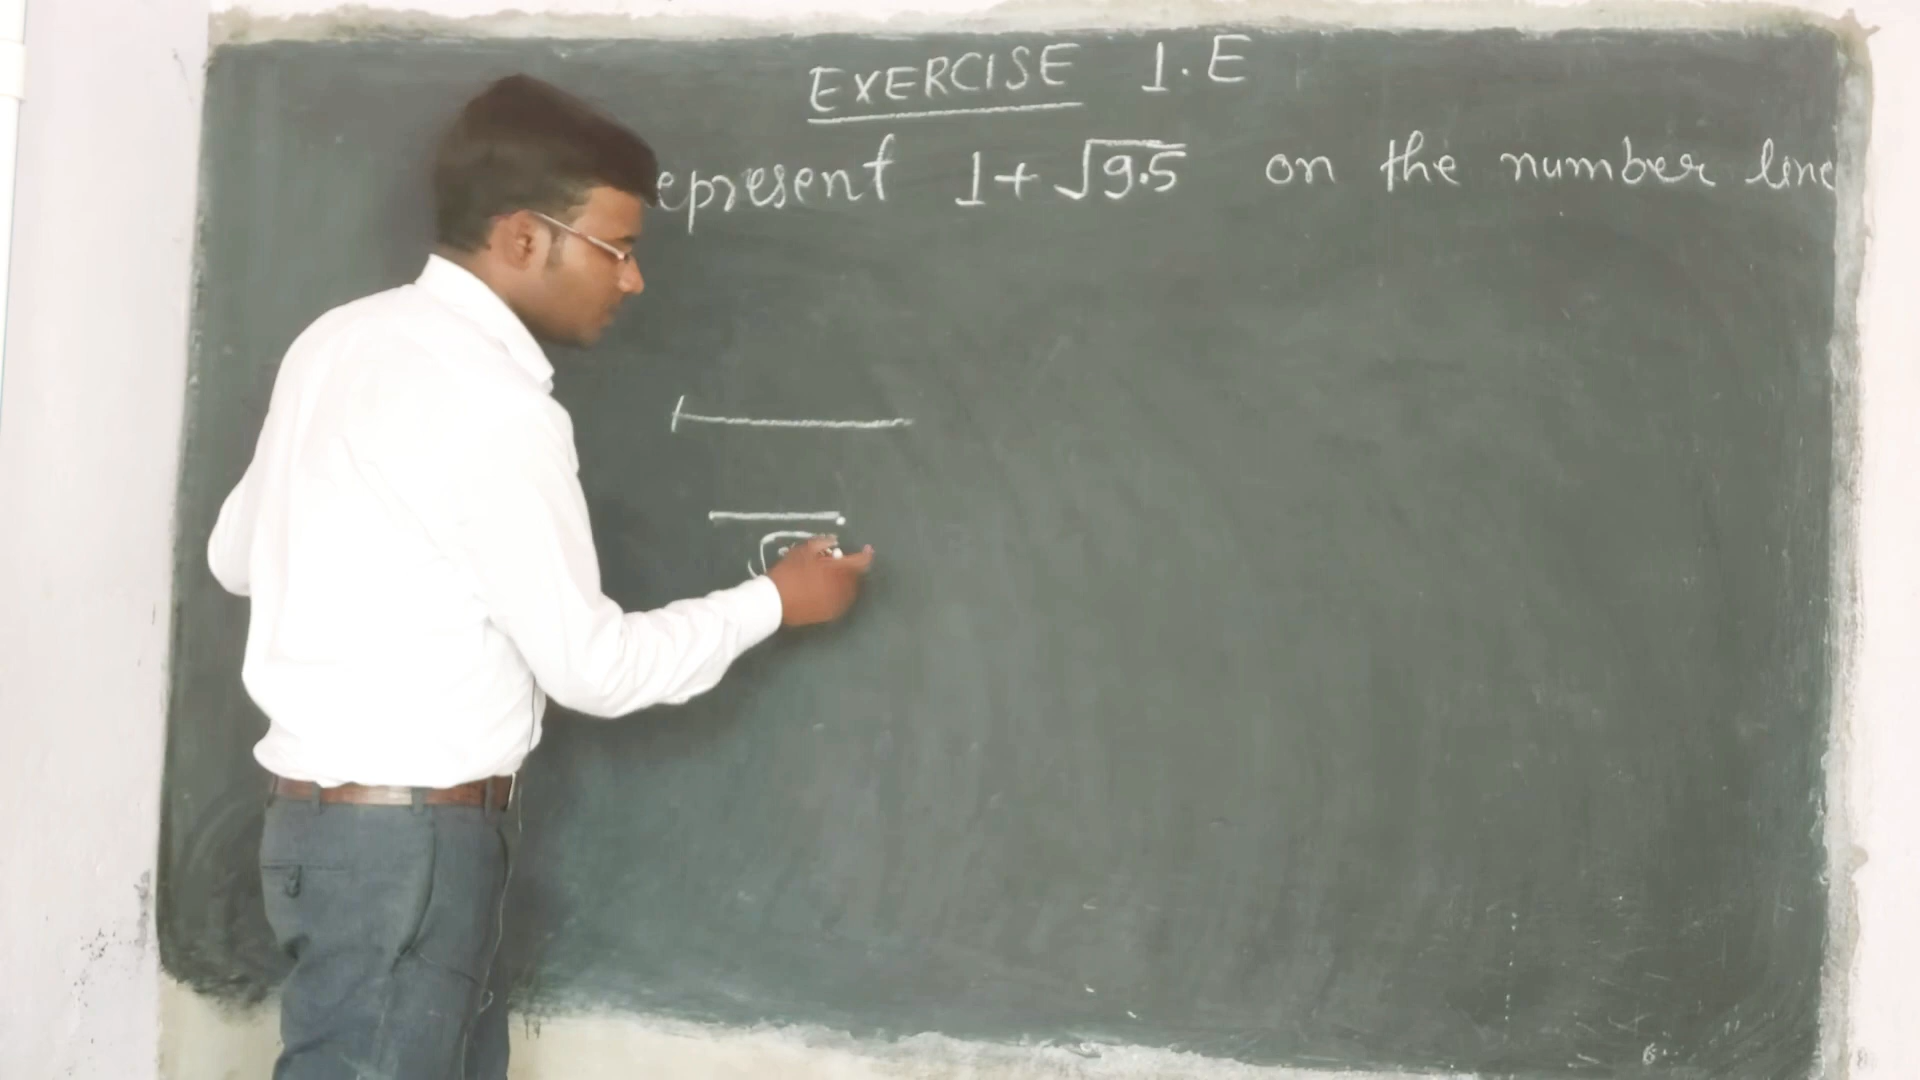 EXERCISE 1.E
epresent 1+√9.5 on the number line